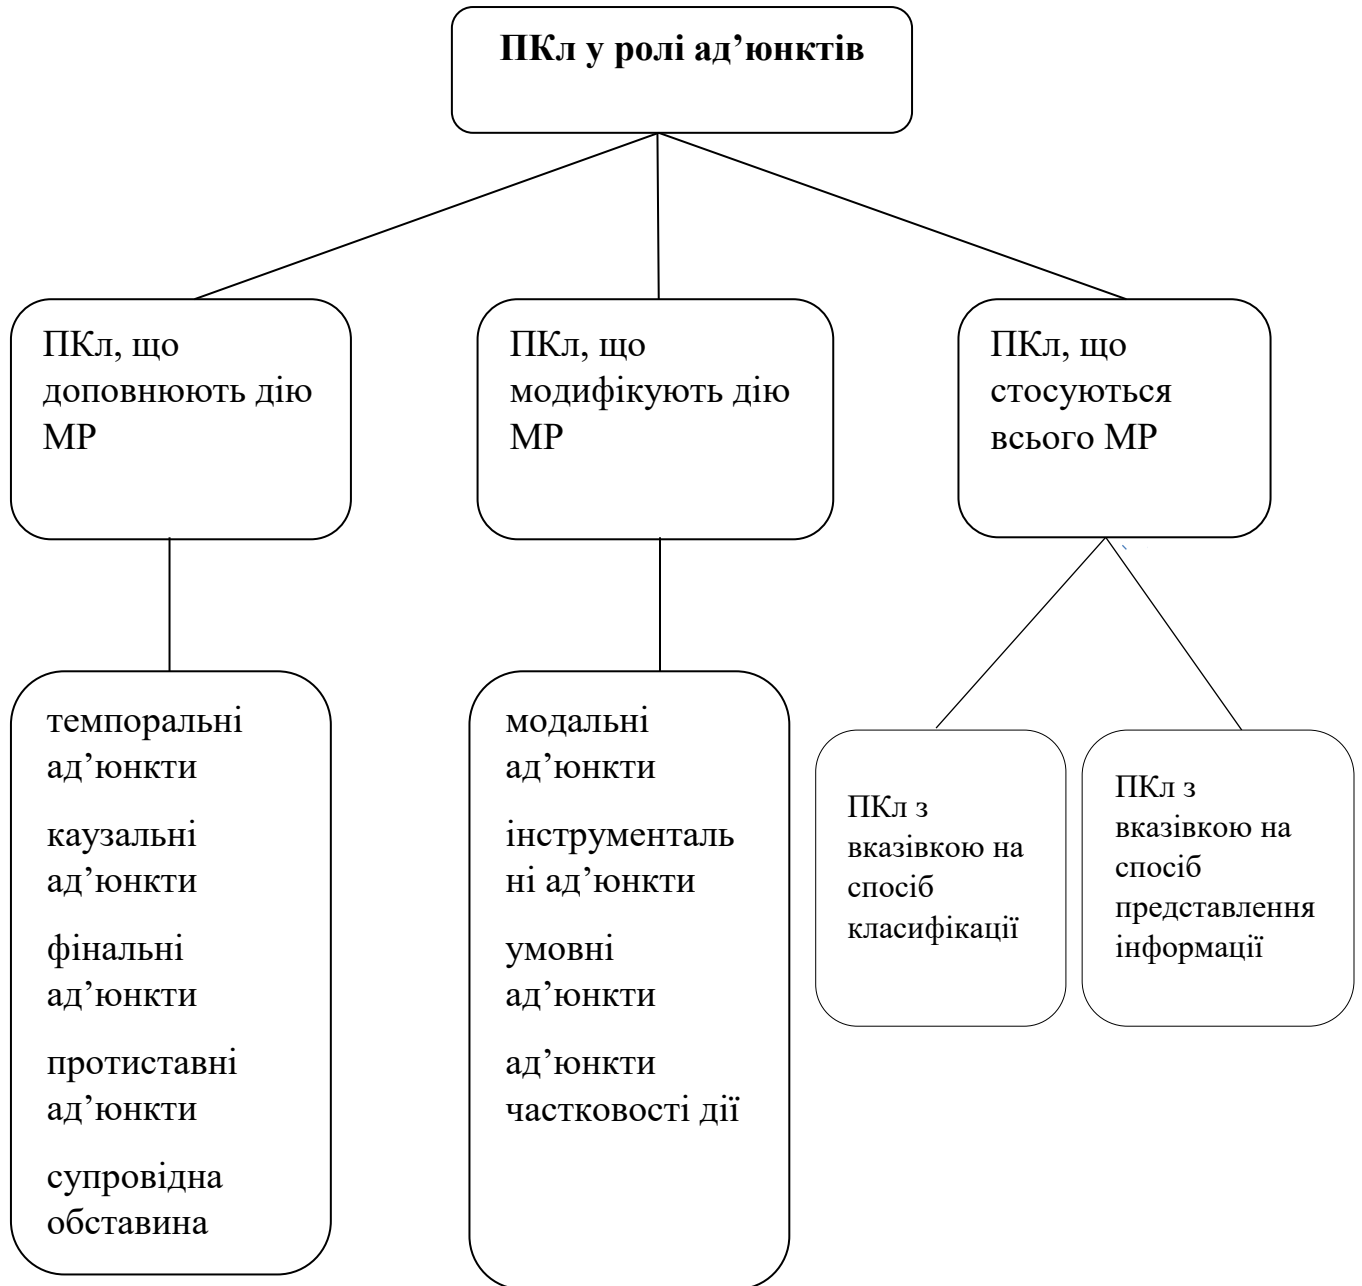 ПКл у ролі ад’юнктів
ПКл, що
доповнюють дію
МР
ПКл, що
модифікують дію
МР
ПКл, що
стосуються
всього МР
темпоральні
ад’юнкти
каузальні
ад’юнкти
фінальні
ад’юнкти
протиставні
ад’юнкти
супровідна
обставина
модальні
ад’юнкти
інструменталь
ні ад’юнкти
умовні
ад’юнкти
ад’юнкти
частковості дії
ПКл з
вказівкою на
спосіб
класифікації
ПКл з
вказівкою на
спосіб
представлення
інформації